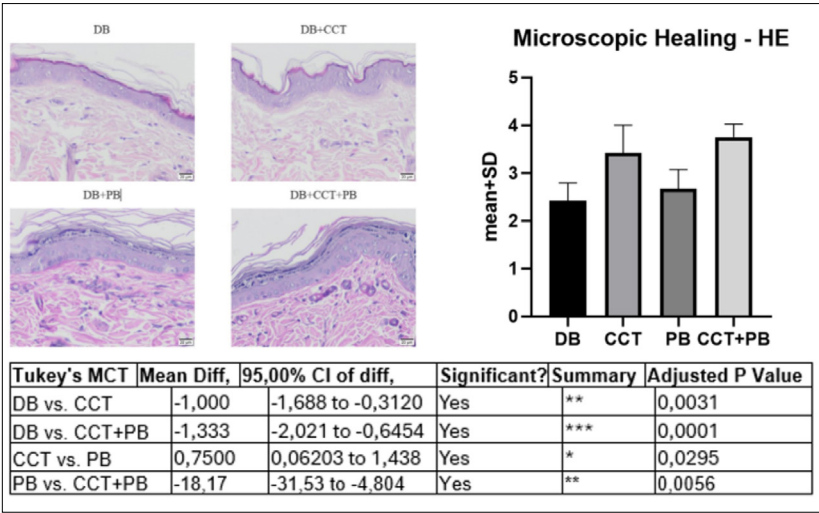 DB
DB+CCT
DB+PB
DB+CCT+PB
Microscopic Healing - HE
mean+SD
5
4
3
2
1
0
DB CCT PB CCT+PB
Tukey's MCT Mean Diff, 95,00% CI of diff, Significant? Summary Adjusted P Value
DB vs. CCT -1,000 -1,688 to -0,3120 Yes ** 0,0031
DB vs. CCT+PB -1,333 -2,021 to -0,6454 Yes *** 0,0001
CCT vs. PB 0,7500 0,06203 to 1,438 Yes * 0,0295
PB vs. CCT+PB -18,17 -31,53 to -4,804 Yes ** 0,0056